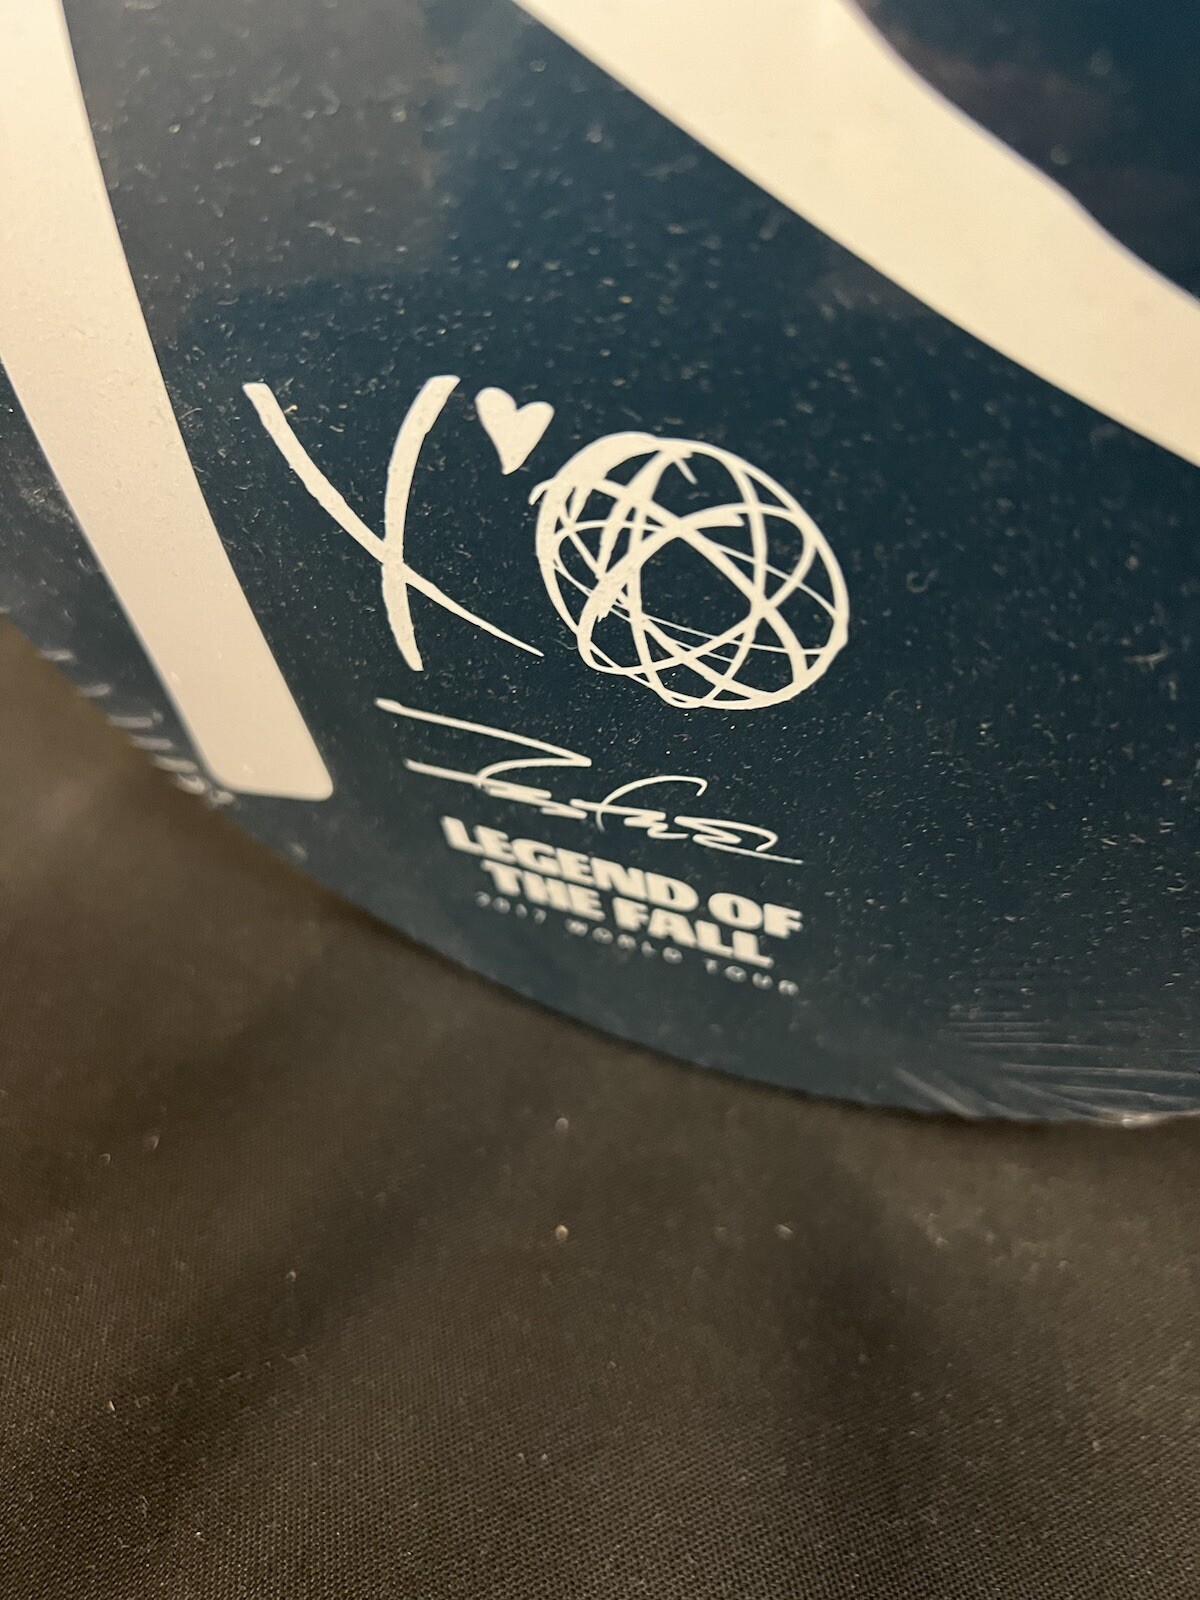 XO
LEGEND OF
THE FALL
2017 WORLD TOUR